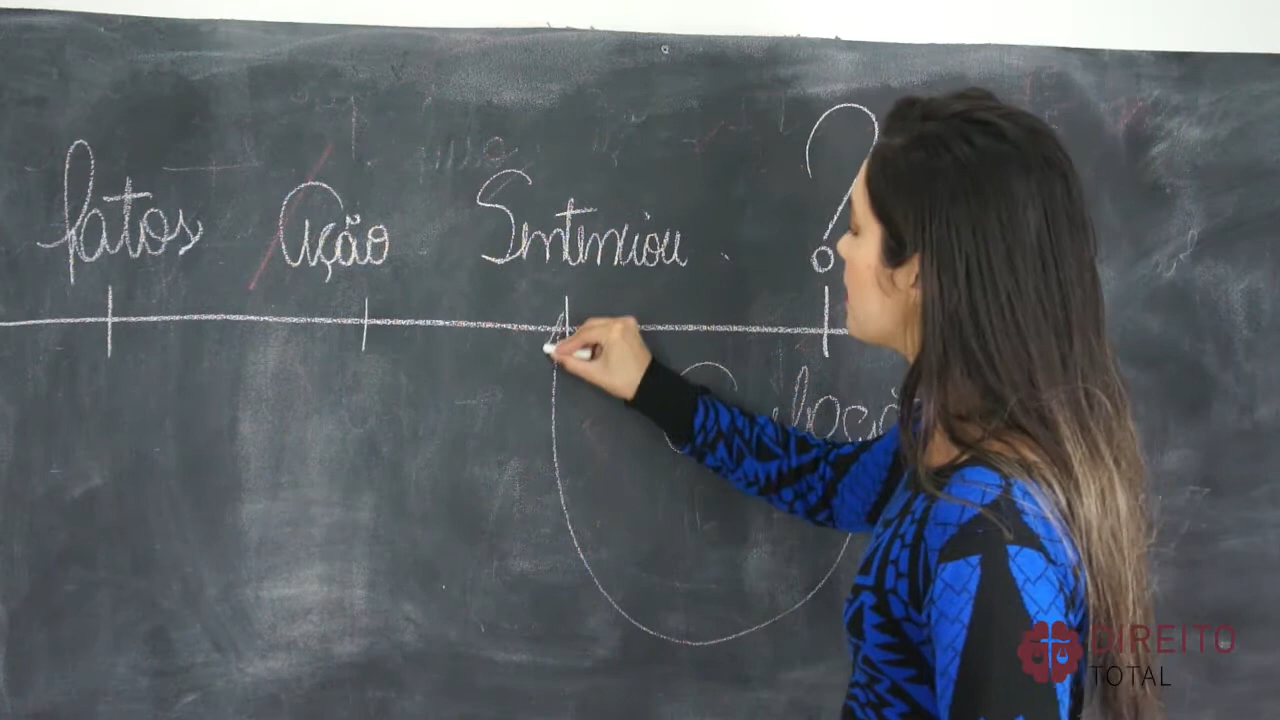 fatos Ação Sentenciou ?
DIREITO
TOTAL